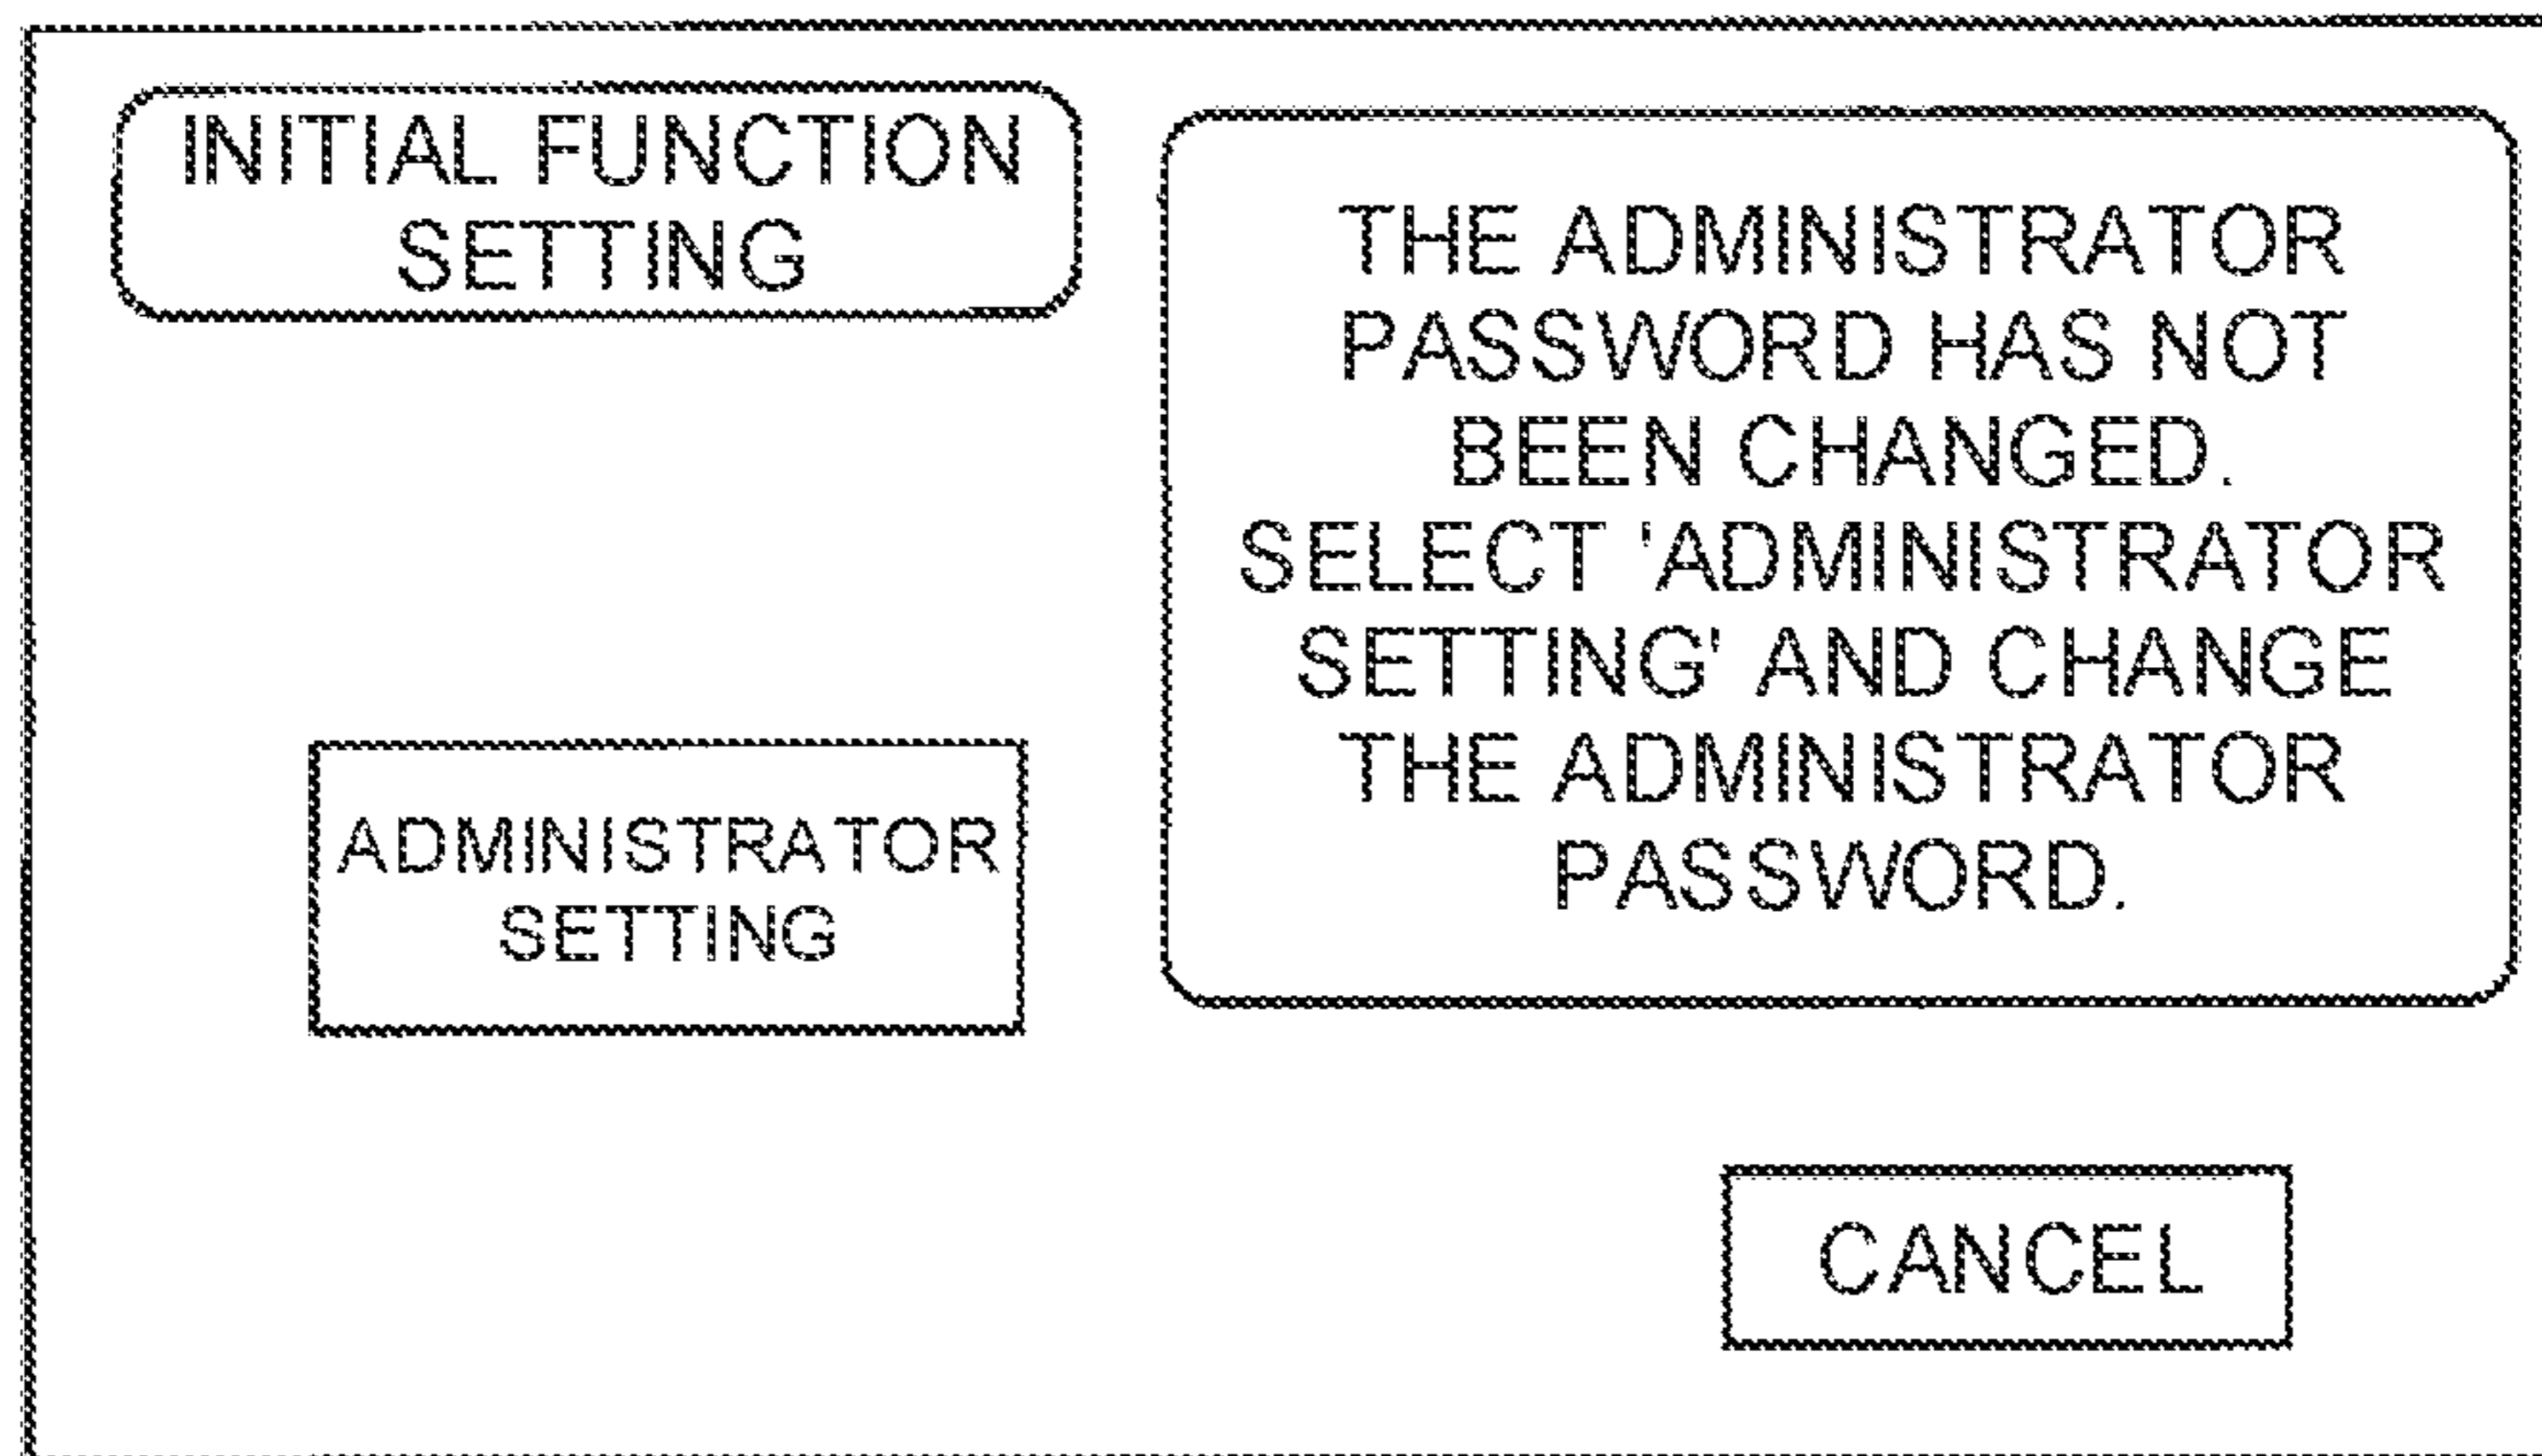 INITIAL FUNCTION
SETTING
THE ADMINISTRATOR
PASSWORD HAS NOT
BEEN CHANGED.
SELECT 'ADMINISTRATOR
SETTING' AND CHANGE
THE ADMINISTRATOR
PASSWORD.
ADMINISTRATOR
SETTING
CANCEL